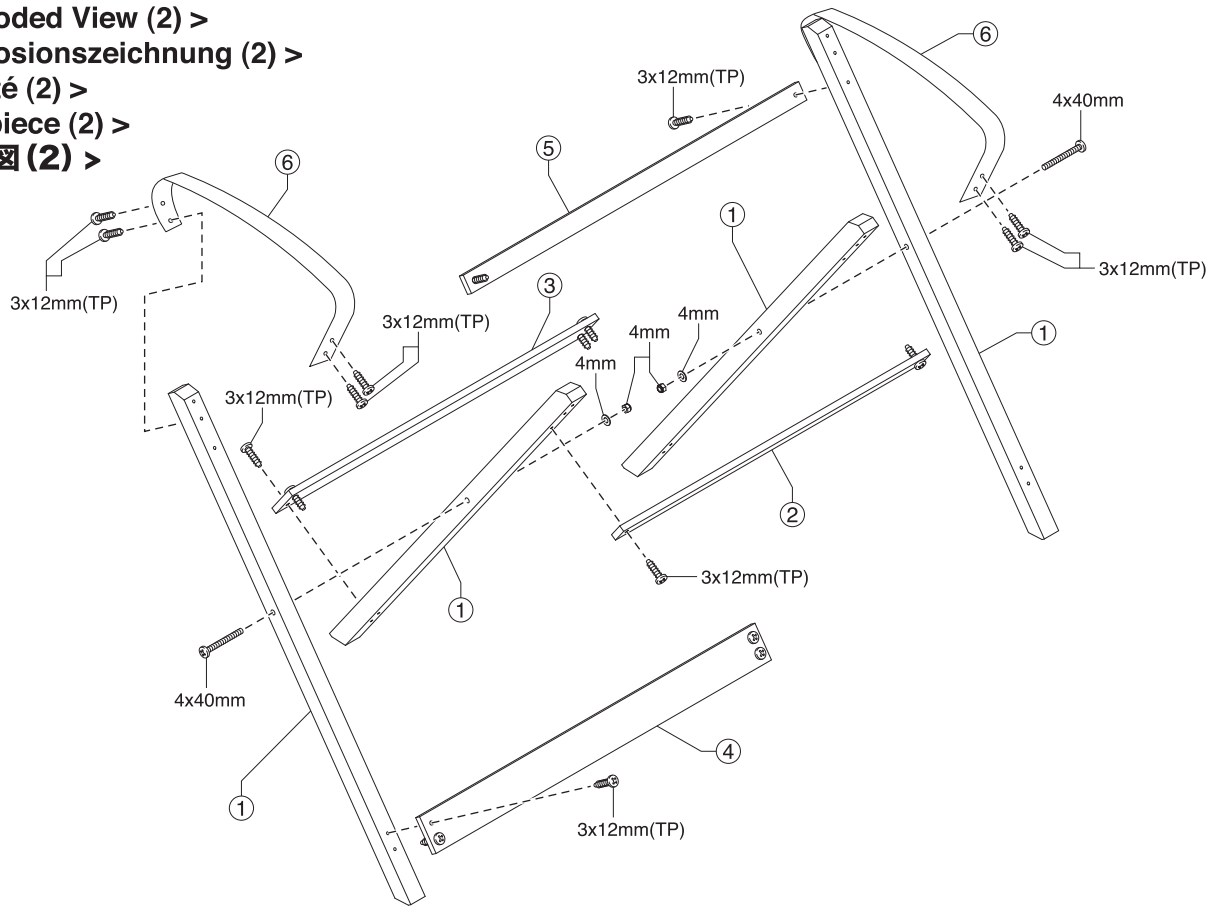 oded View (2) >
osionszeichnung (2) >
té (2) >
piece (2) >
図 (2) >
6
3x12mm(TP)
4x40mm
5
6
1
3x12mm(TP)
3x12mm(TP)
3
3x12mm(TP)
4mm
4mm
4mm
1
3x12mm(TP)
2
3x12mm(TP)
1
4x40mm
4
1
3x12mm(TP)